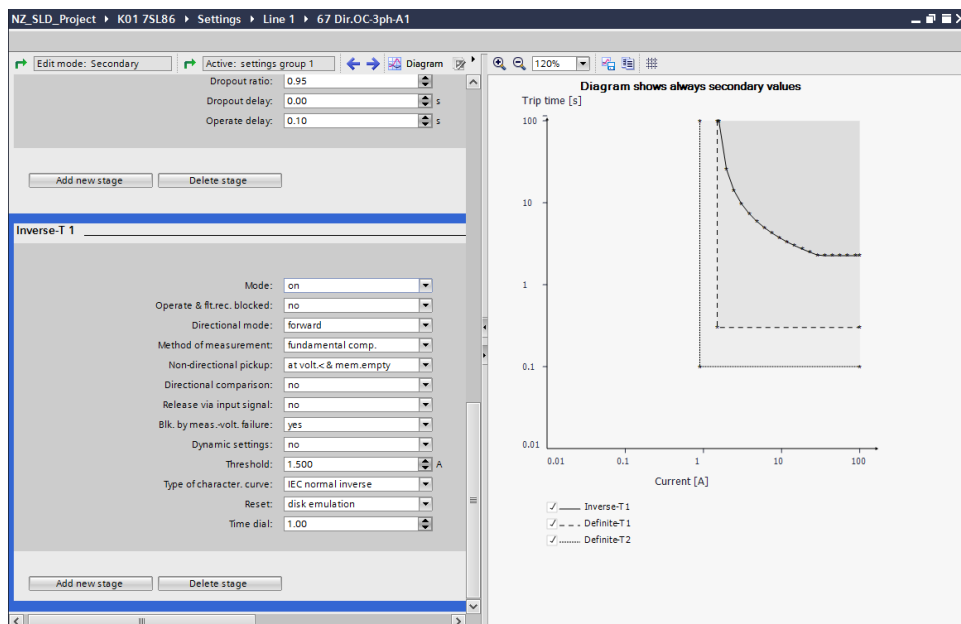 NZ_SLD_Project ▸ K01 7SL86 ▸ Settings ▸ Line 1 ▸ 67 Dir.OC-3ph-A1
Edit mode: Secondary
Active: settings group 1
Diagram
120%
Dropout ratio: 0.95
Dropout delay: 0.00 s
Operate delay: 0.10 s
Add new stage
Delete stage
Inverse-T 1
Mode: on
Operate & flt.rec. blocked: no
Directional mode: forward
Method of measurement: fundamental comp.
Non-directional pickup: at volt.< & mem.empty
Directional comparison: no
Release via input signal: no
Blk. by meas.-volt. failure: yes
Dynamic settings: no
Threshold: 1.500 A
Type of character. curve: IEC normal inverse
Reset: disk emulation
Time dial: 1.00
Add new stage
Delete stage
Diagram shows always secondary values
Trip time [s]
100
10
1
0.1
0.01
0.01 0.1 1 10 100
Current [A]
Inverse-T1
Definite-T1
Definite-T2